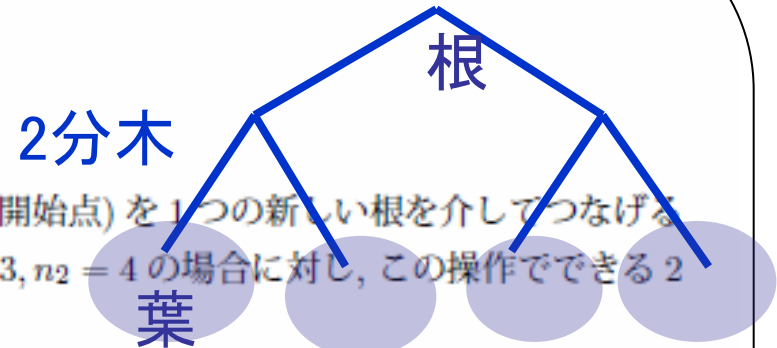 根
2分木
開始点) を 1 つの新しい根を介してつなげる
3, n₂ = 4 の場合に対し, この操作でできる 2
葉